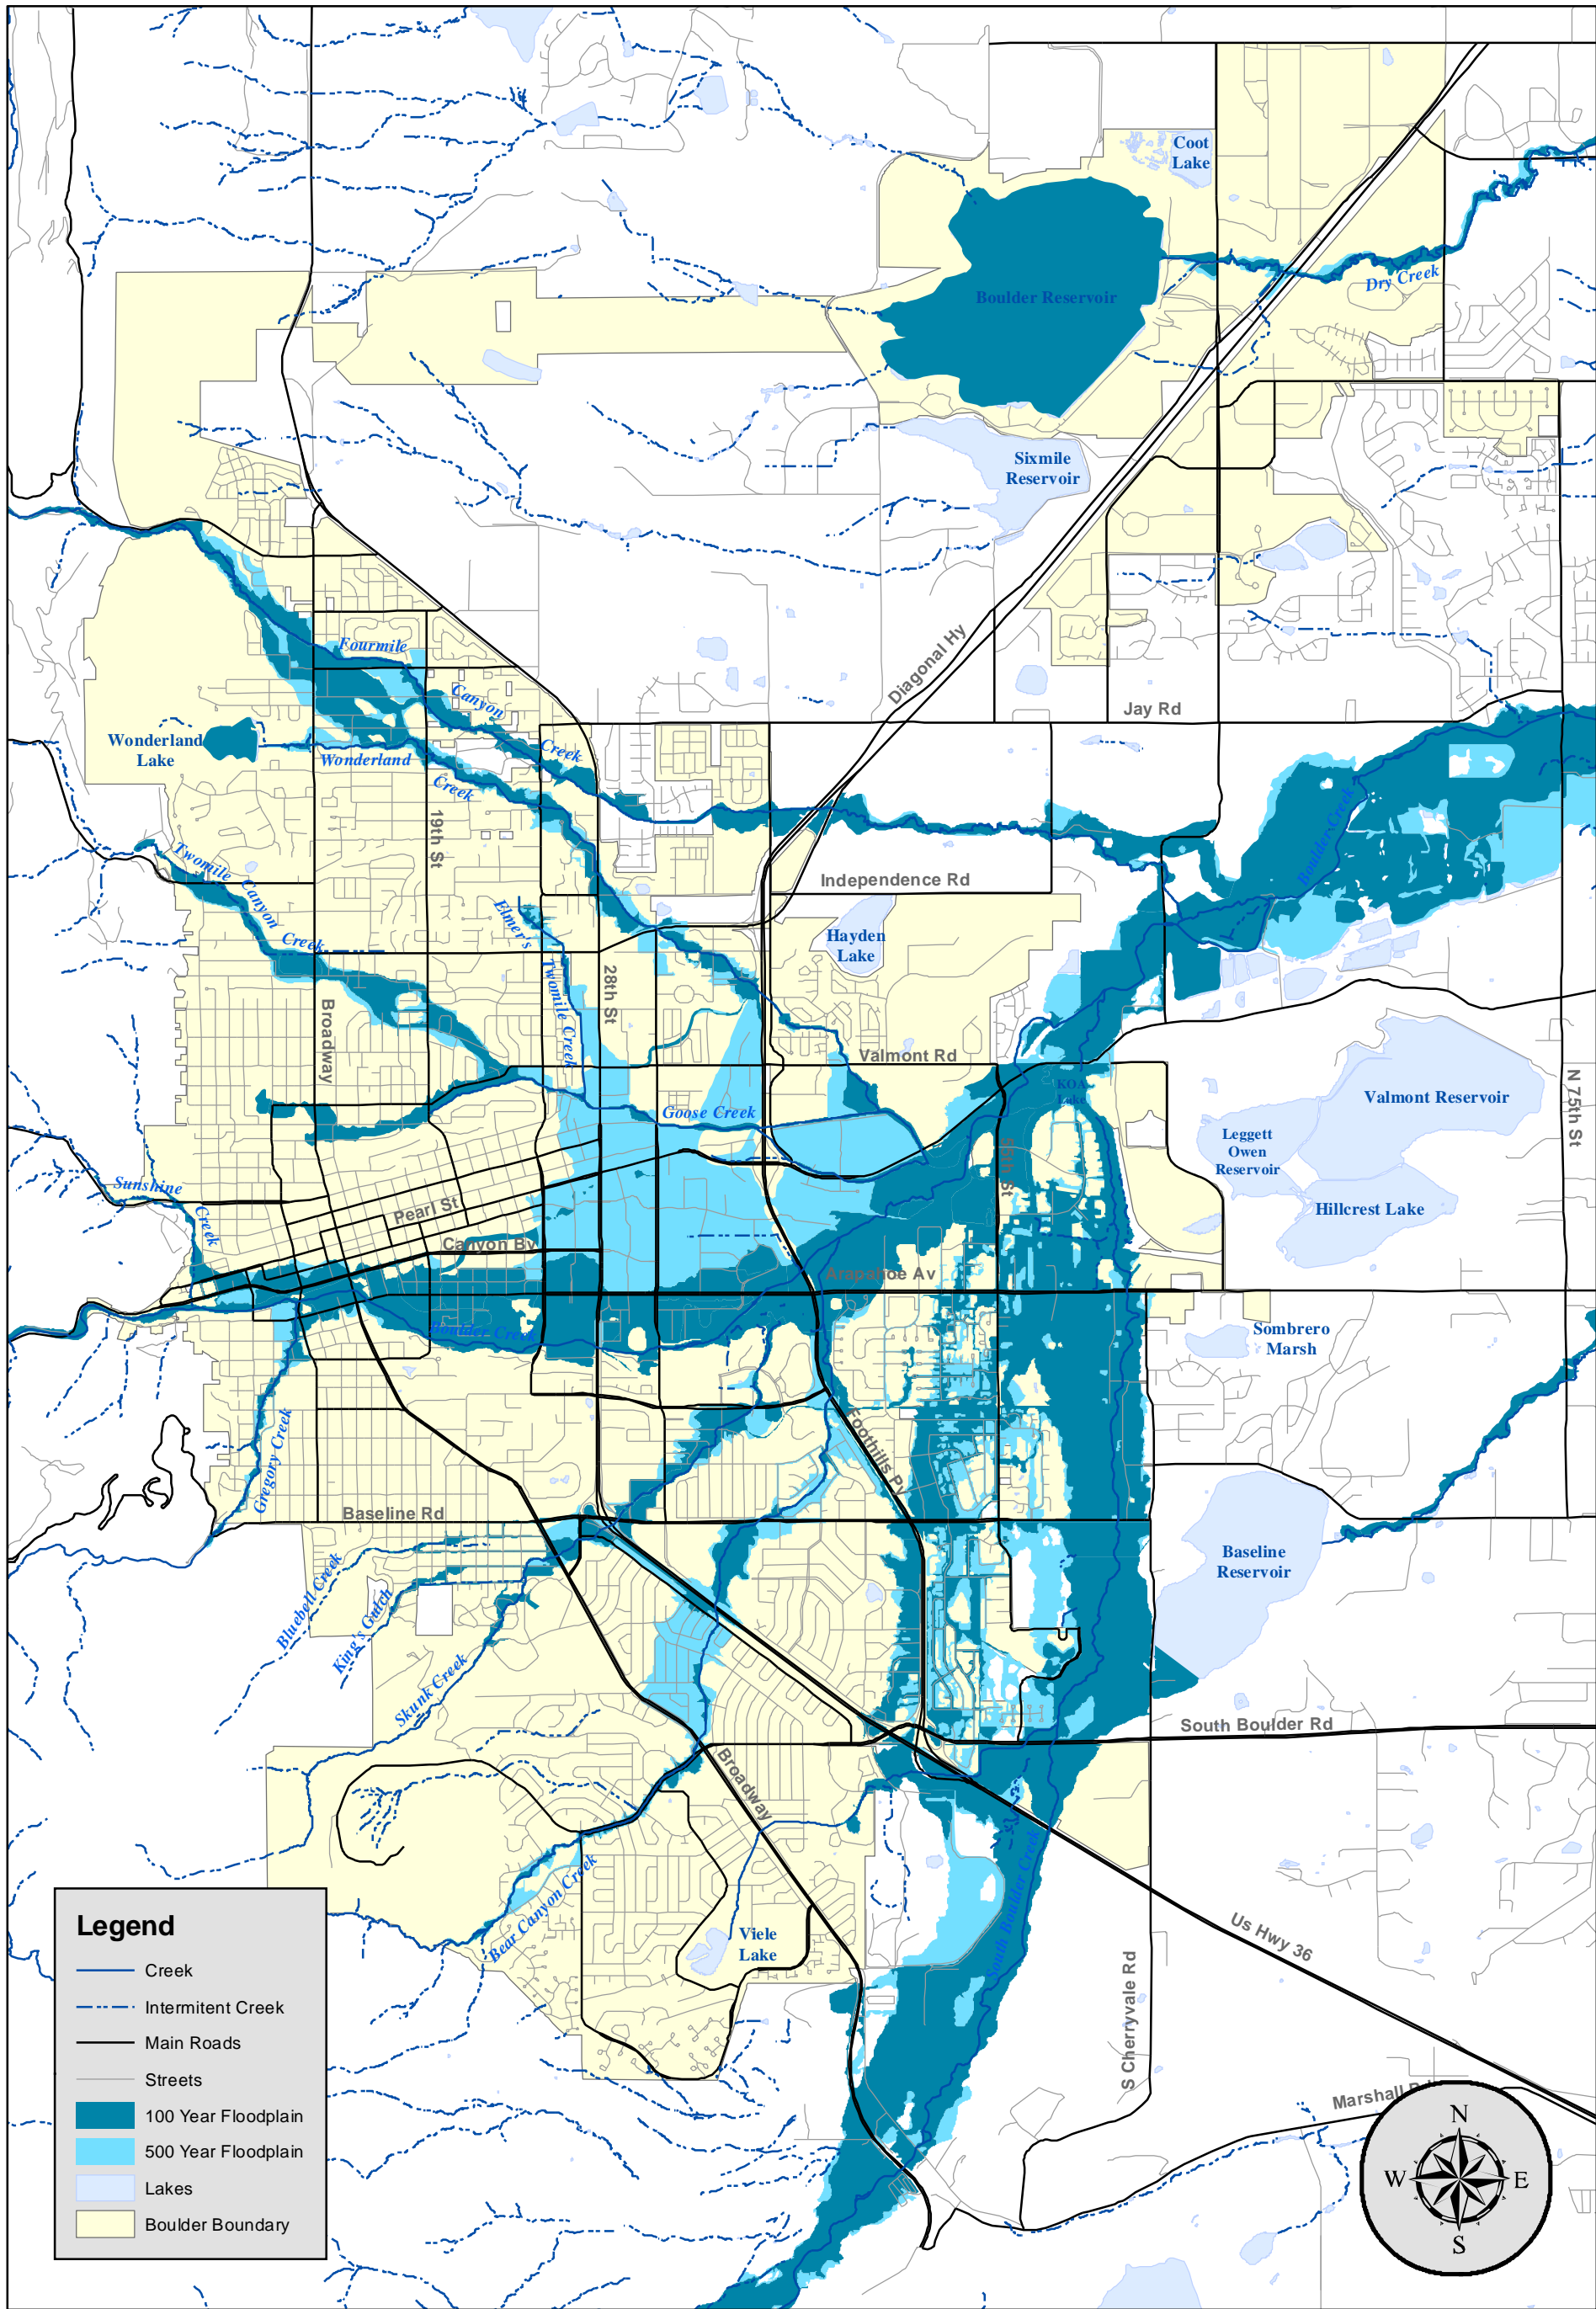 Coot
Lake
Boulder Reservoir
Dry Creek
Sixmile
Reservoir
Diagonal Hy
Fourmile
Canyon
Creek
Jay Rd
Wonderland
Lake
Wonderland
Creek
19th St
Boulder Creek
Twomile
Canyon
Creek
Independence Rd
Elmer's
Twomile Creek
Hayden
Lake
28th St
Broadway
Valmont Rd
KOA
Lake
Goose Creek
Valmont Reservoir
N 75th St
Leggett
Owen
Reservoir
55th St
Sunshine
Creek
Pearl St
Hillcrest Lake
Canyon Bv
Arapahoe Av
Boulder Creek
Sombrero
Marsh
Gregory Creek
Foothills Py
Baseline Rd
Baseline
Reservoir
Bluebell Creek
King's Gulch
Skunk Creek
South Boulder Rd
Broadway
South Boulder Creek
Bear Canyon Creek
Viele
Lake
Us Hwy 36
S Cherryvale Rd
Marshall
Legend
Creek
Intermitent Creek
Main Roads
Streets
100 Year Floodplain
500 Year Floodplain
Lakes
Boulder Boundary
N
W
E
S